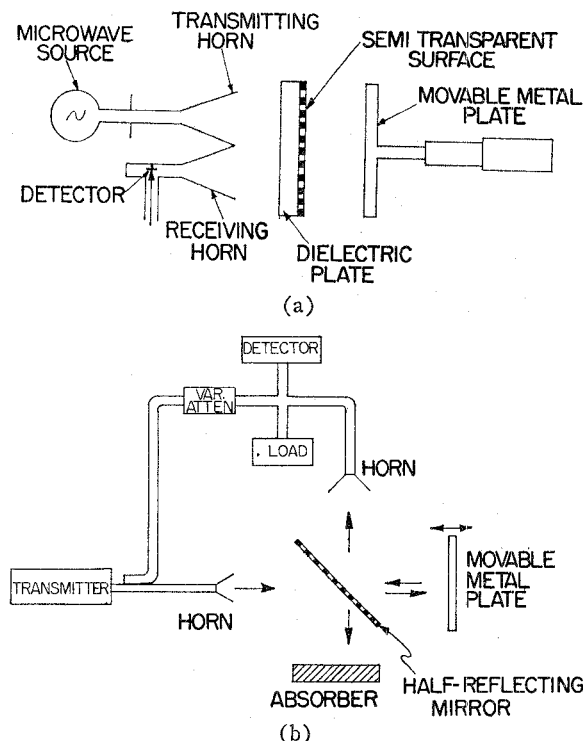 TRANSMITTING
HORN
MICROWAVE
SOURCE
SEMI TRANSPARENT
SURFACE
MOVABLE METAL
PLATE
DETECTOR
RECEIVING
HORN
DIELECTRIC
PLATE
(a)
DETECTOR
VAR.
ATTEN
LOAD
HORN
TRANSMITTER
HORN
MOVABLE
METAL
PLATE
ABSORBER
HALF-REFLECTING
MIRROR
(b)